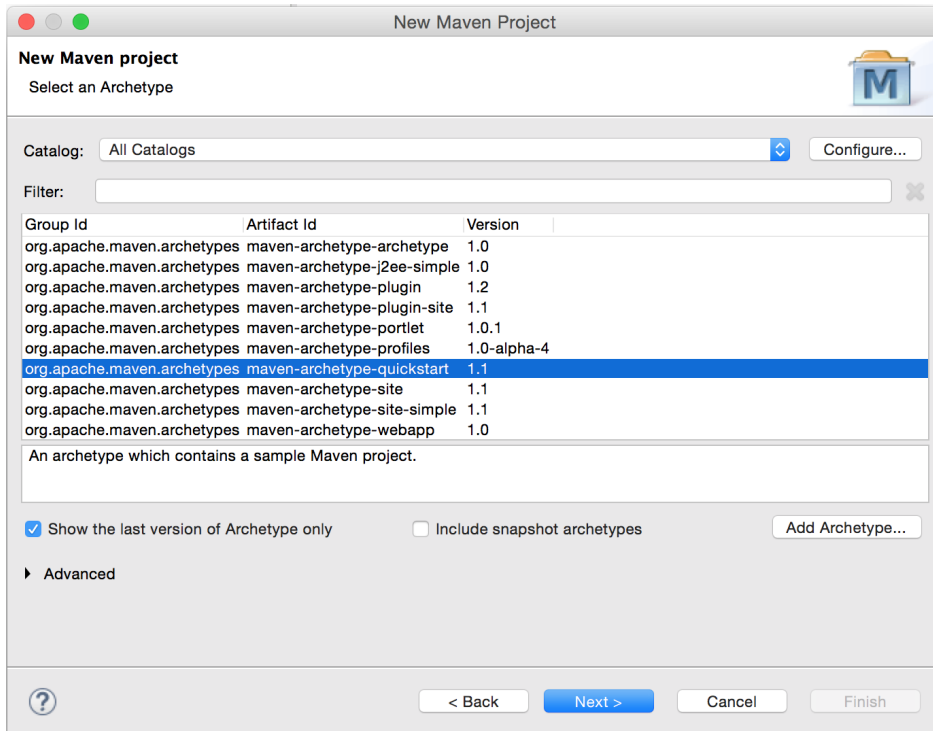 New Maven Project
New Maven project
Select an Archetype
M
Catalog: All Catalogs Configure...
Filter:
Group Id Artifact Id Version
org.apache.maven.archetypes maven-archetype-archetype 1.0
org.apache.maven.archetypes maven-archetype-j2ee-simple 1.0
org.apache.maven.archetypes maven-archetype-plugin 1.2
org.apache.maven.archetypes maven-archetype-plugin-site 1.1
org.apache.maven.archetypes maven-archetype-portlet 1.0.1
org.apache.maven.archetypes maven-archetype-profiles 1.0-alpha-4
org.apache.maven.archetypes maven-archetype-quickstart 1.1
org.apache.maven.archetypes maven-archetype-site 1.1
org.apache.maven.archetypes maven-archetype-site-simple 1.1
org.apache.maven.archetypes maven-archetype-webapp 1.0
An archetype which contains a sample Maven project.
Show the last version of Archetype only Include snapshot archetypes Add Archetype...
Advanced
? < Back Next > Cancel Finish